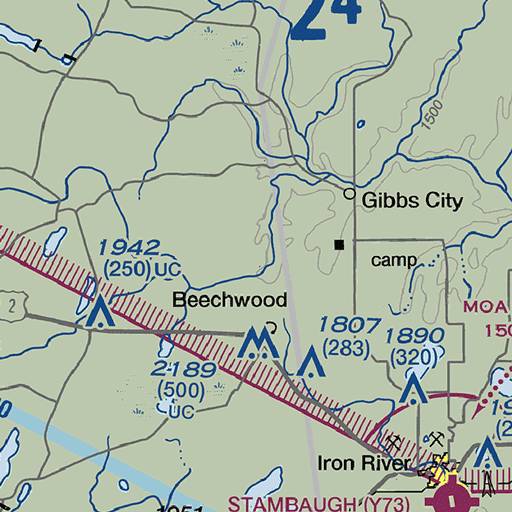 24
1500
Gibbs City
camp
1942
(250) UC
2
Beechwood
MOA
1807
(283)
1890
(320)
2189
(500)
UC
Iron River
STAMBAUGH (Y73)